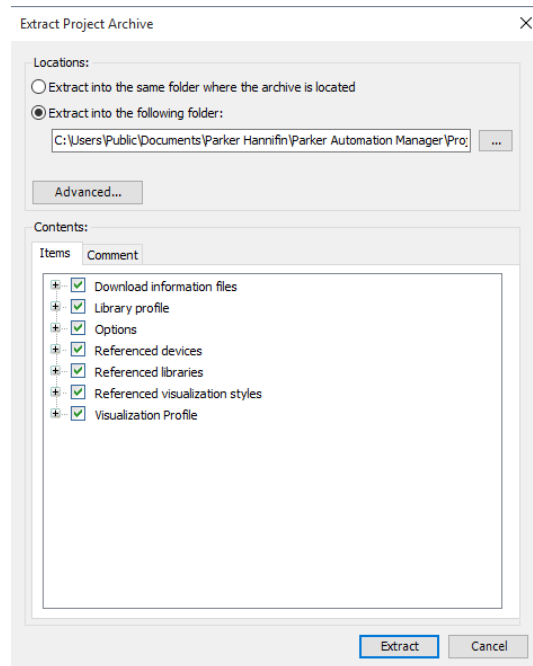 Extract Project Archive
Locations:
Extract into the same folder where the archive is located
Extract into the following folder:
C:\Users\Public\Documents\Parker Hannifin\Parker Automation Manager\Proj
...
Advanced...
Contents:
Items Comment
Download information files
Library profile
Options
Referenced devices
Referenced libraries
Referenced visualization styles
Visualization Profile
Extract Cancel